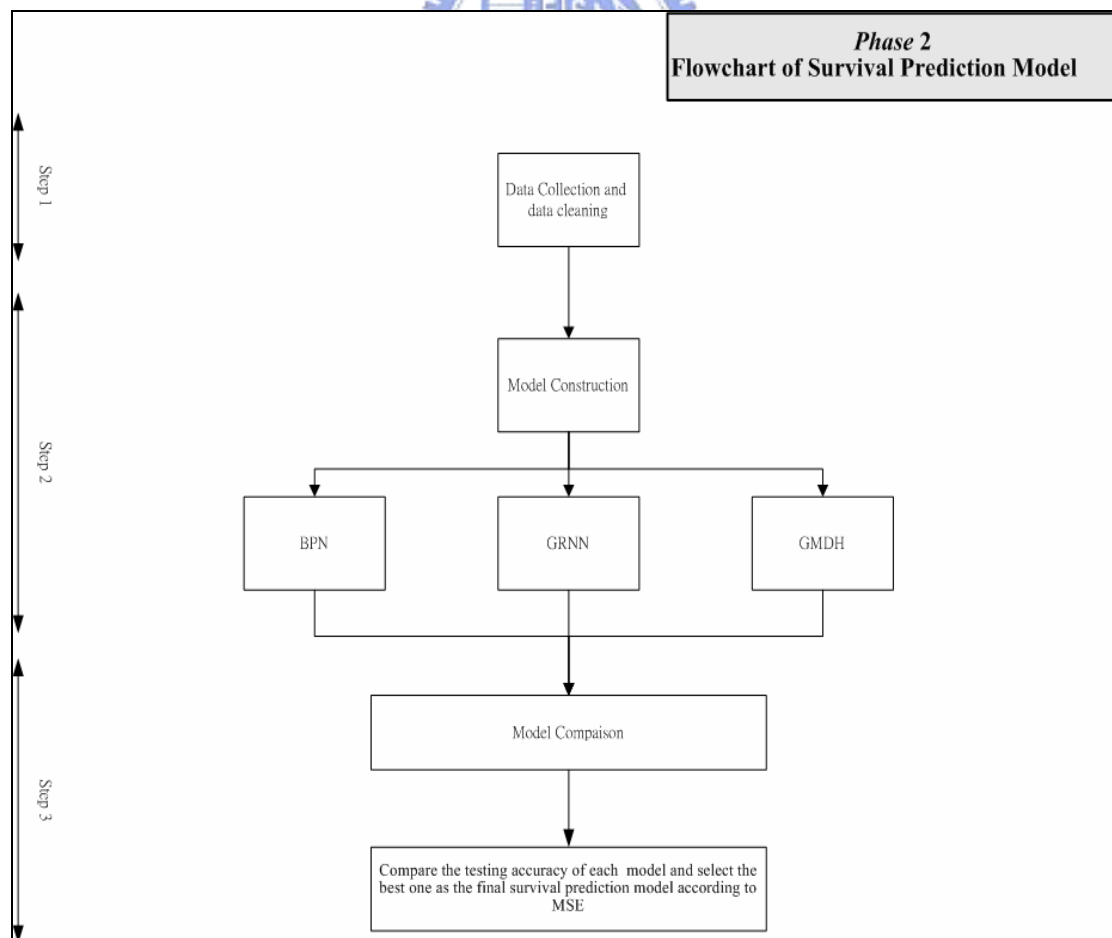 Phase 2
Flowchart of Survival Prediction Model
Step 1
Data Collection and
data cleaning
Step 2
Model Construction
BPN
GRNN
GMDH
Step 3
Model Compaison
Compare the testing accuracy of each model and select the
best one as the final survival prediction model according to
MSE